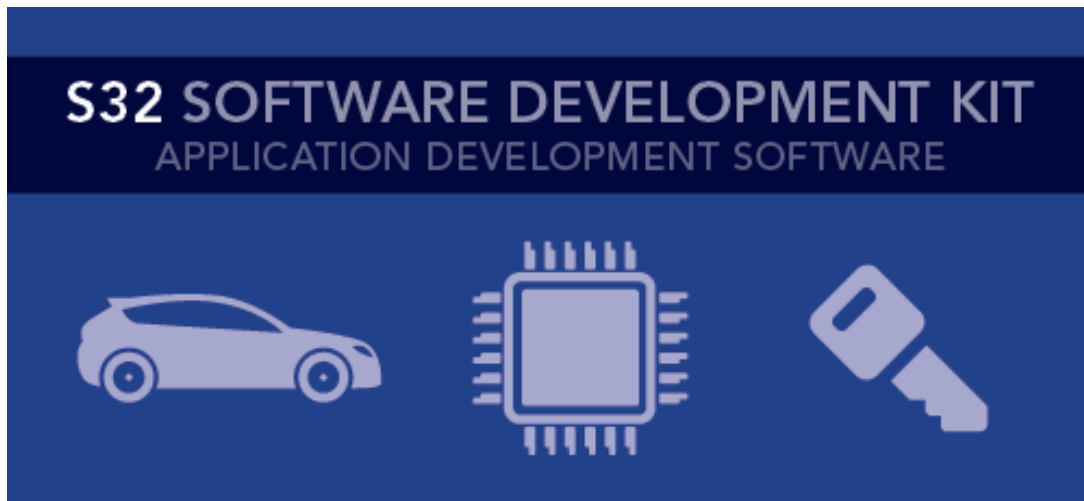 S32 SOFTWARE DEVELOPMENT KIT
APPLICATION DEVELOPMENT SOFTWARE